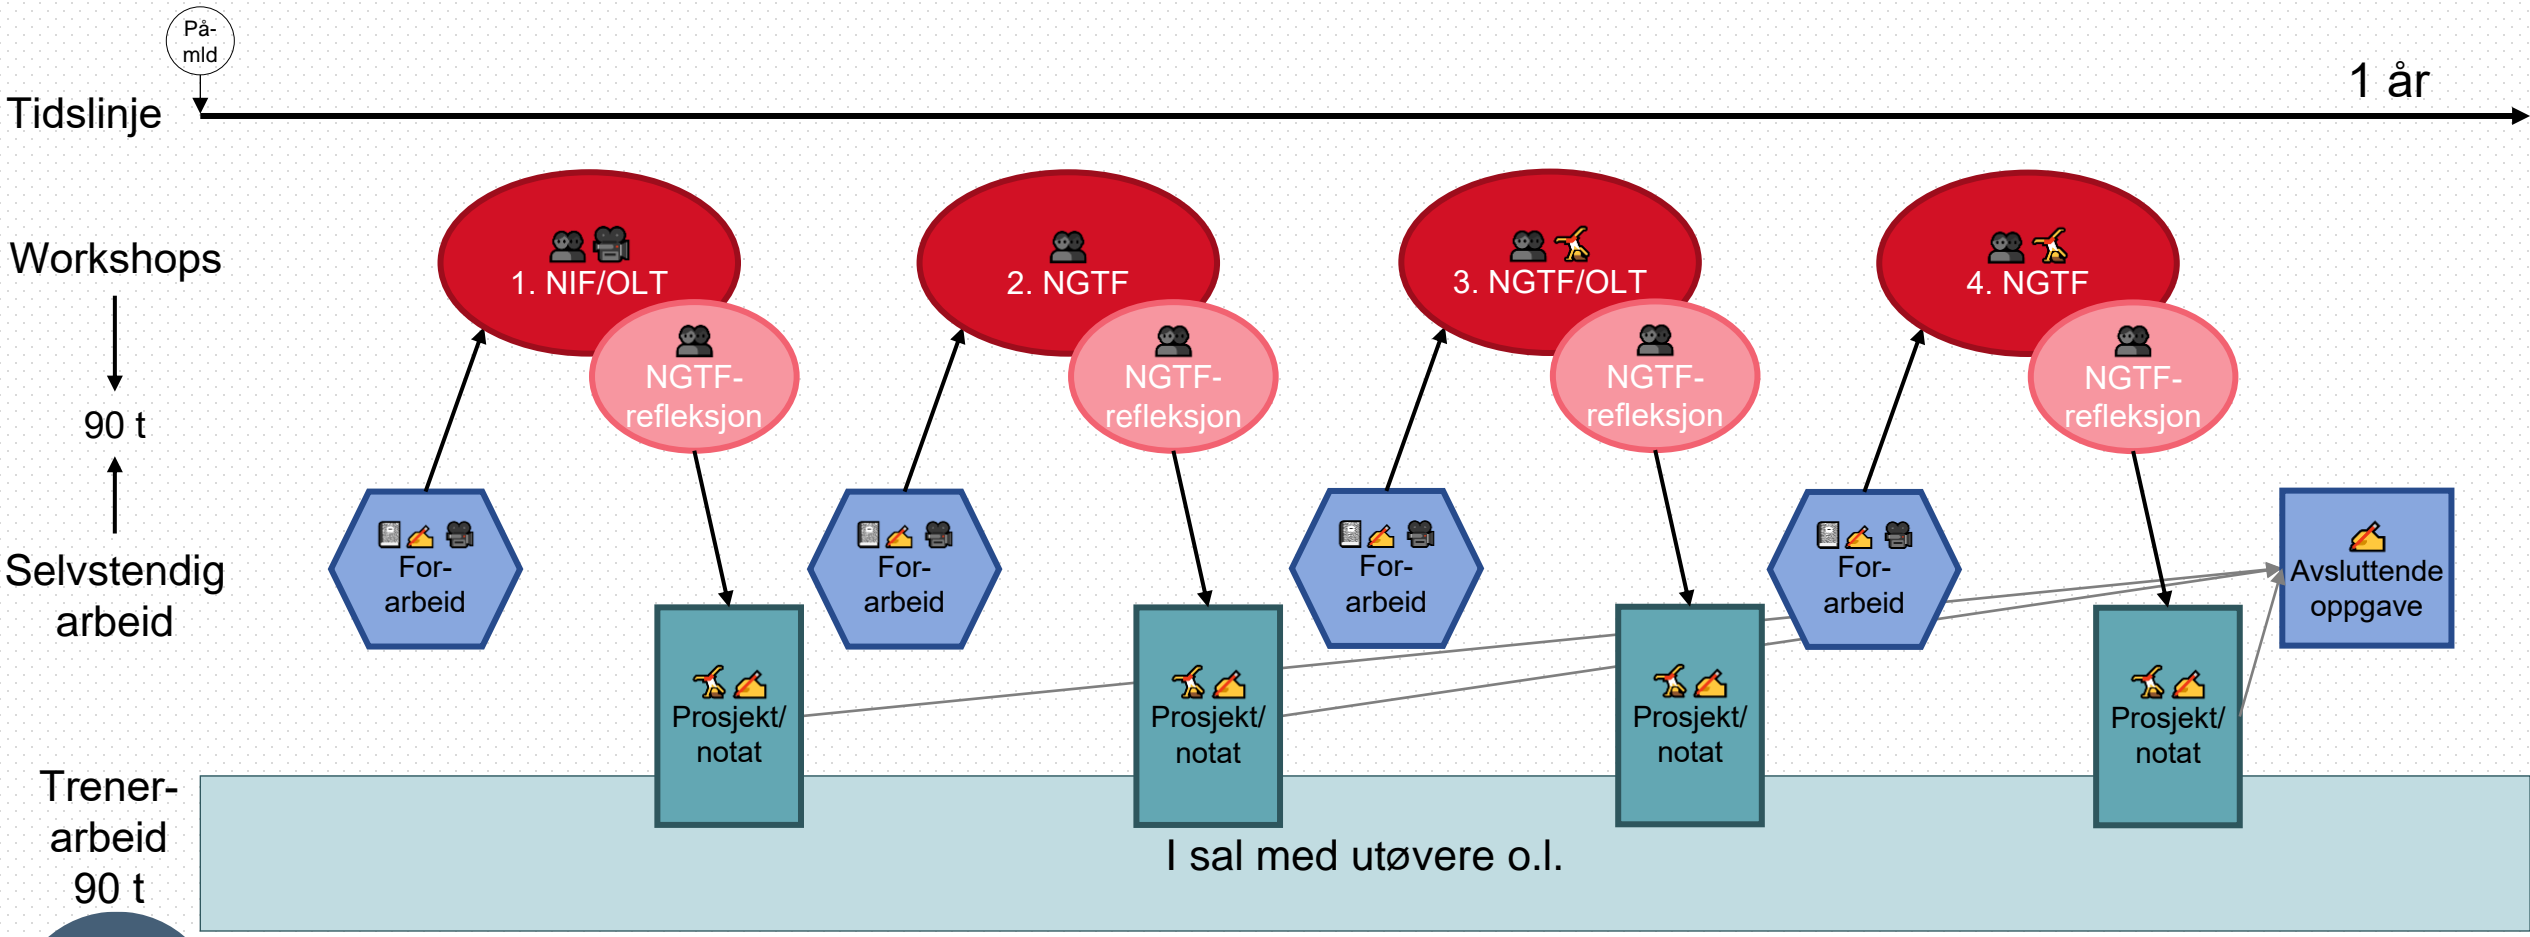 På-
mld
1 år
Tidslinje
Workshops
90 t
Selvstendig
arbeid
1. NIF/OLT
2. NGTF
3. NGTF/OLT
4. NGTF
NGTF-
refleksjon
NGTF-
refleksjon
NGTF-
refleksjon
NGTF-
refleksjon
For-
arbeid
For-
arbeid
For-
arbeid
For-
arbeid
Avsluttende
oppgave
Prosjekt/
notat
Prosjekt/
notat
Prosjekt/
notat
Prosjekt/
notat
Trener-
arbeid
90 t
I sal med utøvere o.l.